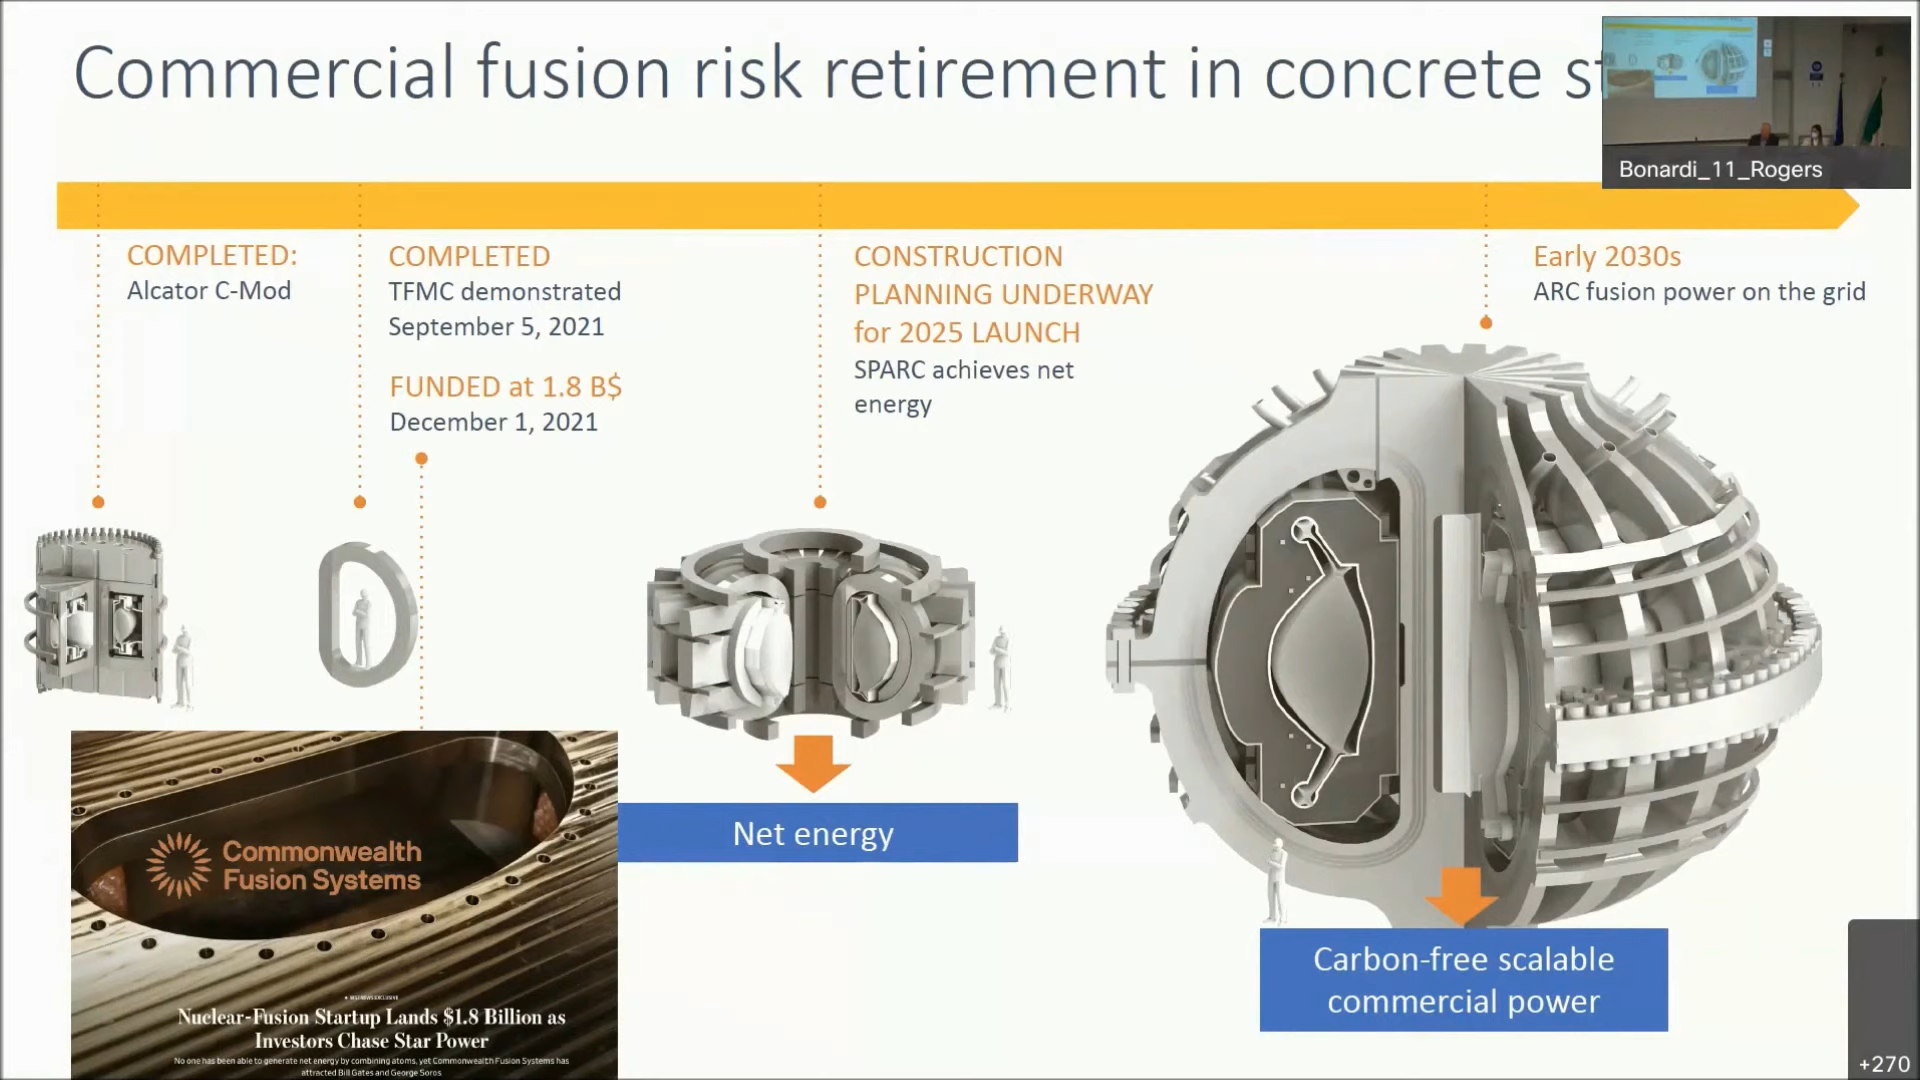 Commercial fusion risk retirement in concrete st
Bonardi_11_Rogers
COMPLETED:
Alcator C-Mod
COMPLETED
TFMC demonstrated
September 5, 2021
FUNDED at 1.8 B$
December 1, 2021
CONSTRUCTION
PLANNING UNDERWAY
for 2025 LAUNCH
SPARC achieves net
energy
Early 2030s
ARC fusion power on the grid
Commonwealth
Fusion Systems
Nuclear-Fusion Startup Lands $1.8 Billion as
Investors Chase Star Power
No one has been able to generate net energy by combining atoms, yet Commonwealth Fusion Systems has
attracted Bill Gates and George Soros
Net energy
Carbon-free scalable
commercial power
+270